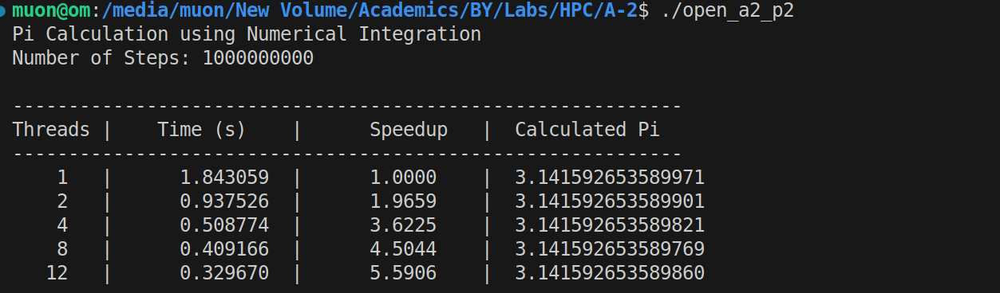 muon@om:/media/muon/New Volume/Academics/BY/Labs/HPC/A-2$ ./open_a2_p2
Pi Calculation using Numerical Integration
Number of Steps: 1000000000
------------------------------------------------------------
Threads |    Time (s)    |      Speedup   |  Calculated Pi
------------------------------------------------------------
    1   |      1.843059  |      1.0000    |  3.141592653589971
    2   |      0.937526  |      1.9659    |  3.141592653589901
    4   |      0.508774  |      3.6225    |  3.141592653589821
    8   |      0.409166  |      4.5044    |  3.141592653589769
   12   |      0.329670  |      5.5906    |  3.141592653589860